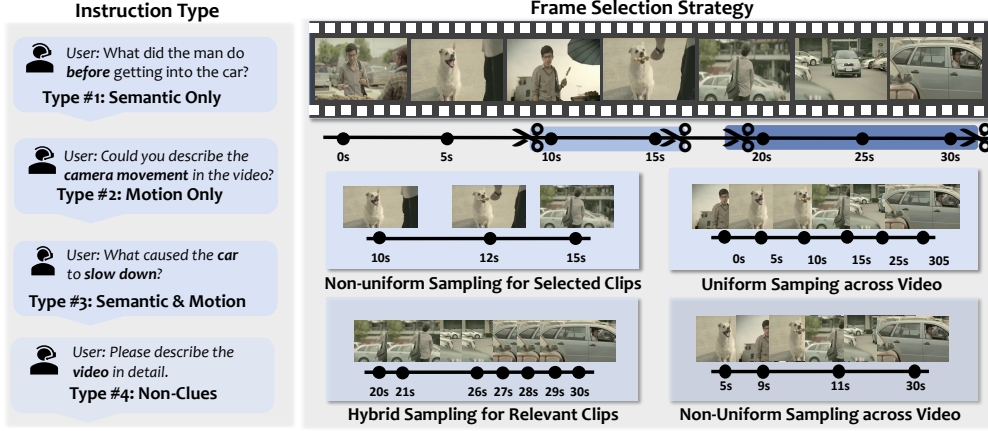 Instruction Type
User: What did the man do
before getting into the car?
Type #1: Semantic Only
User: Could you describe the
camera movement in the video?
Type #2: Motion Only
User: What caused the car
to slow down?
Type #3: Semantic & Motion
User: Please describe the
video in detail.
Type #4: Non-Clues
Frame Selection Strategy
0s 5s 10s 15s 20s 25s 30s
10s 12s 15s
Non-uniform Sampling for Selected Clips
0s 5s 10s 15s 25s 305
Uniform Samping across Video
20s 21s 26s 27s 28s 29s 30s
Hybrid Sampling for Relevant Clips
5s 9s 11s 30s
Non-Uniform Sampling across Video